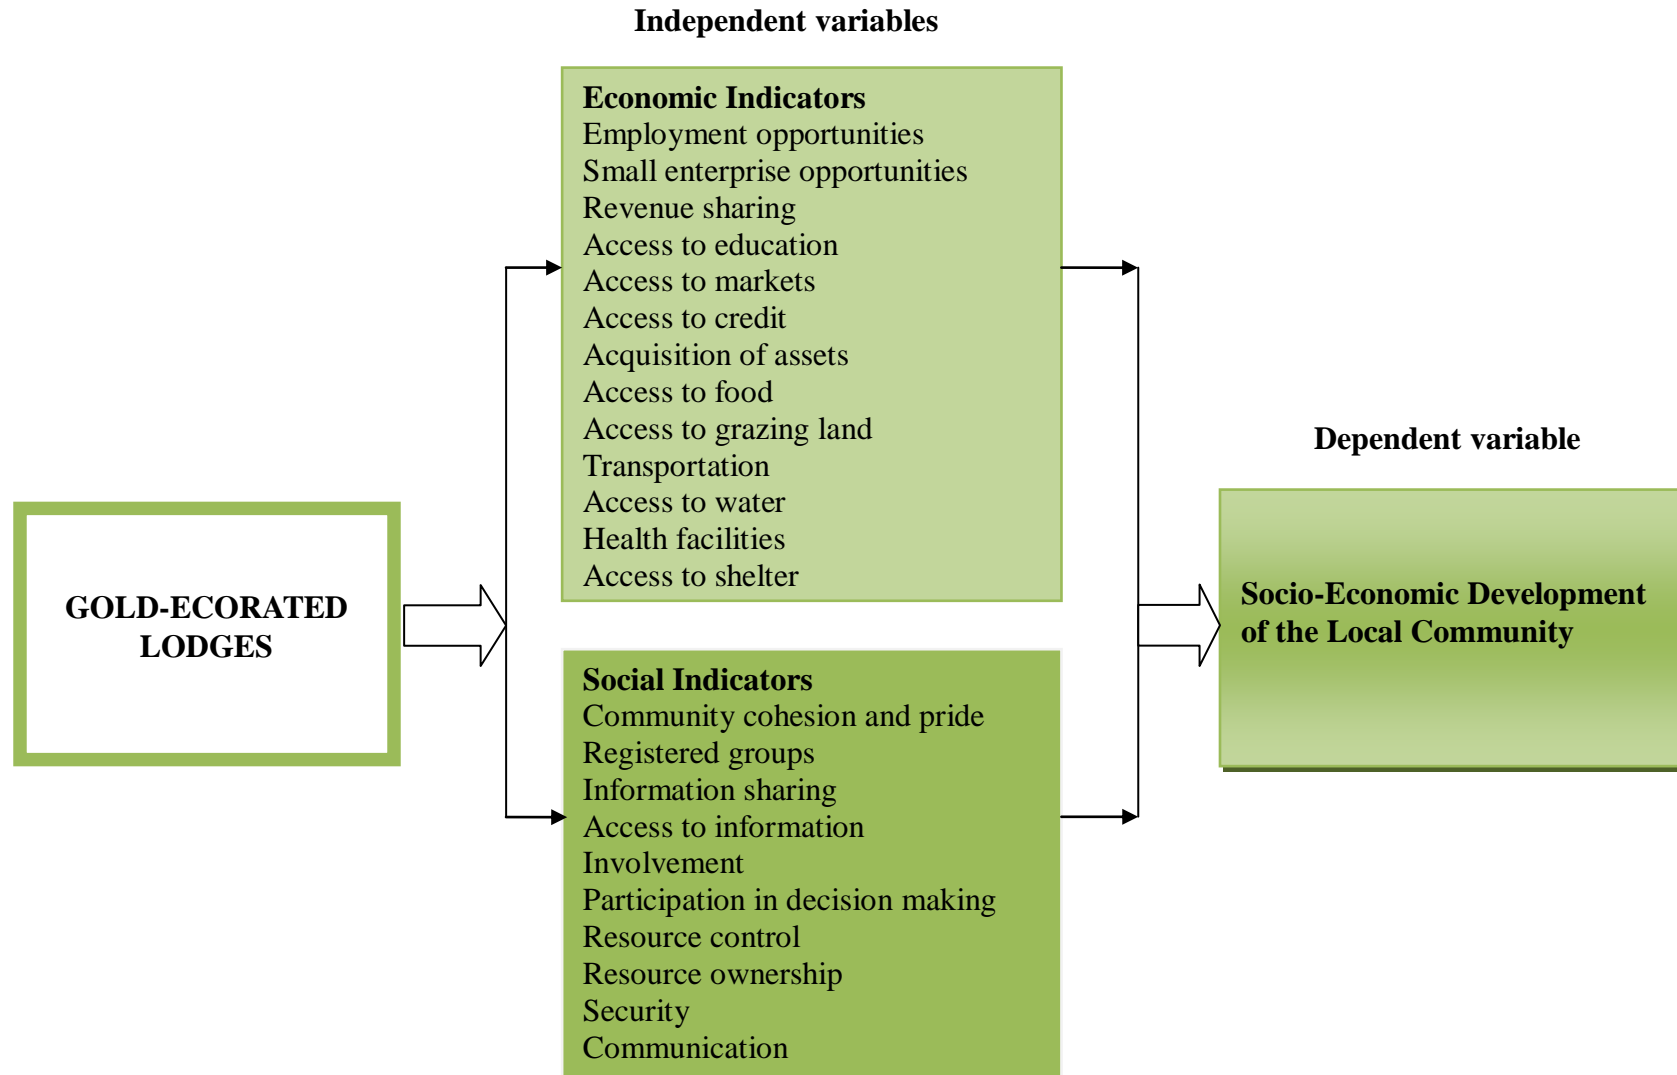 Independent variables
Economic Indicators
Employment opportunities
Small enterprise opportunities
Revenue sharing
Access to education
Access to markets
Access to credit
Acquisition of assets
Access to food
Access to grazing land
Transportation
Access to water
Health facilities
Access to shelter
GOLD-ECORATED
LODGES
Social Indicators
Community cohesion and pride
Registered groups
Information sharing
Access to information
Involvement
Participation in decision making
Resource control
Resource ownership
Security
Communication
Dependent variable
Socio-Economic Development
of the Local Community